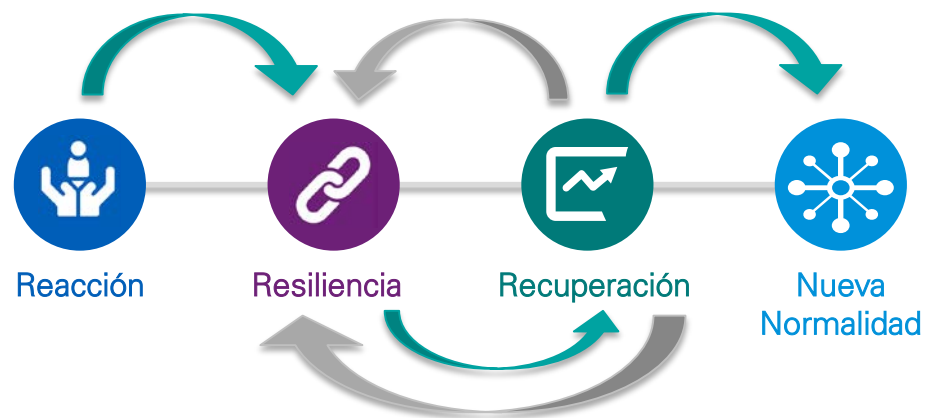 Reacción
Resiliencia
Recuperación
Nueva
Normalidad